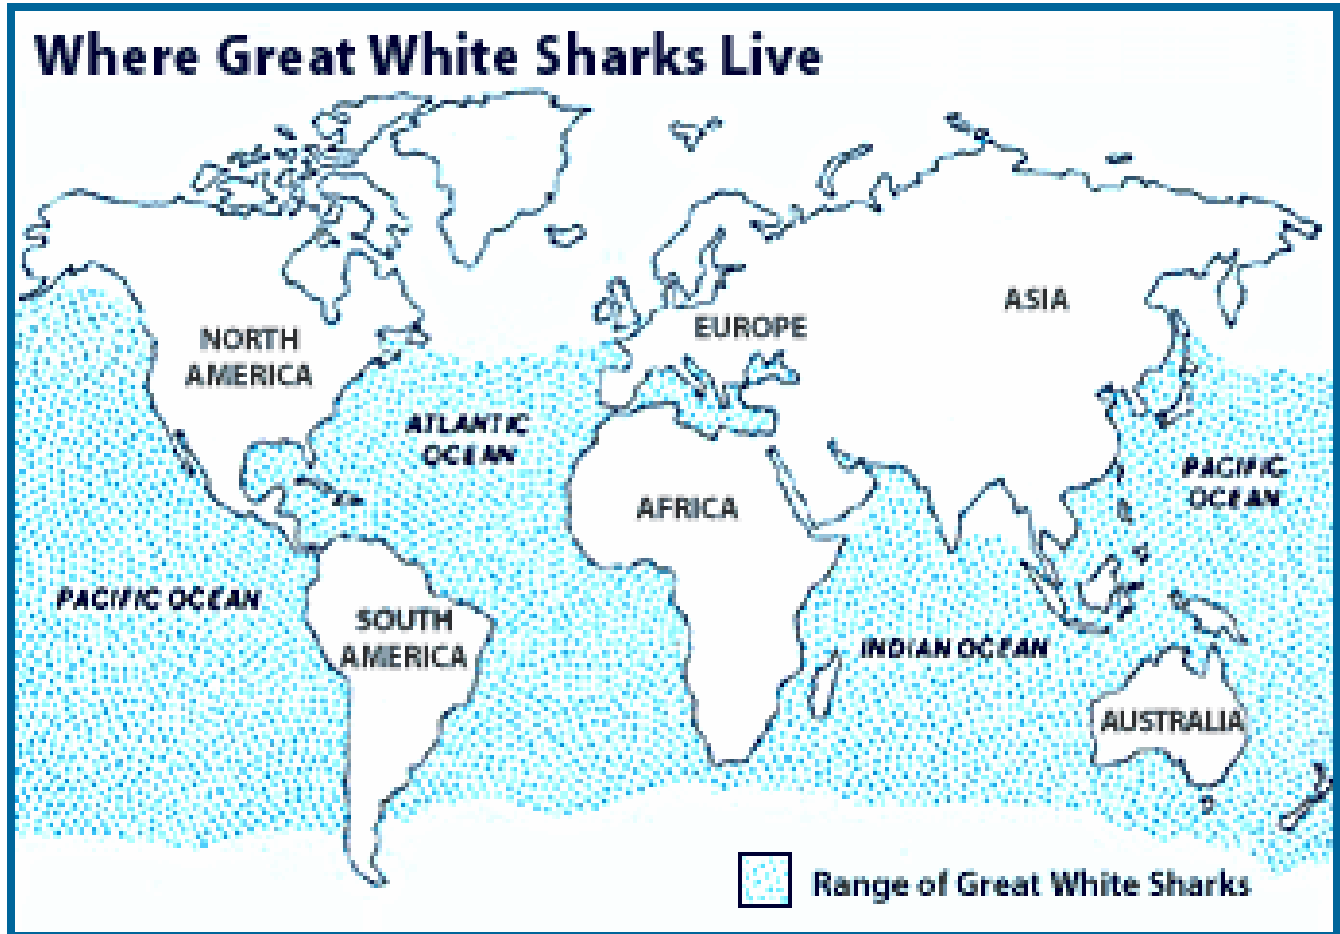 Where Great White Sharks Live
ASIA
NORTH
AMERICA
EUROPE
ATLANTIC
OCEAN
PACIFIC
OCEAN
AFRICA
PACIFIC OCEAN
SOUTH
AMERICA
INDIAN OCEAN
AUSTRALIA
Range of Great White Sharks